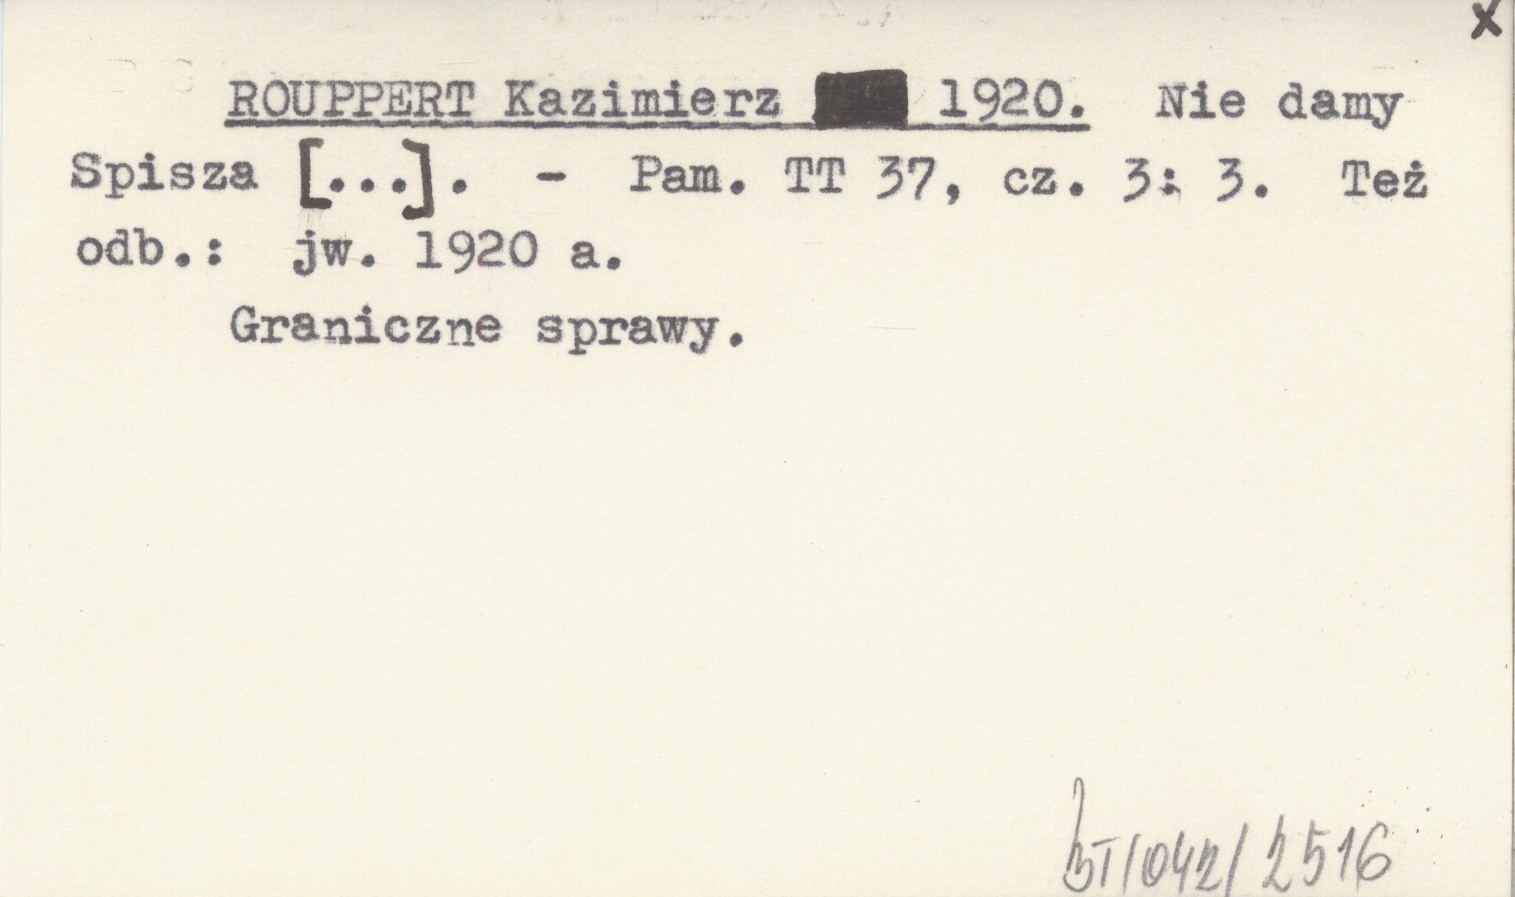 x
ROUPPERT Kazimierz 1920. Nie damy
Spisza [...]. - Pam. TT 37, cz. 3: 3. Też
odb.: jw. 1920 a.
Graniczne sprawy.
/042/2516